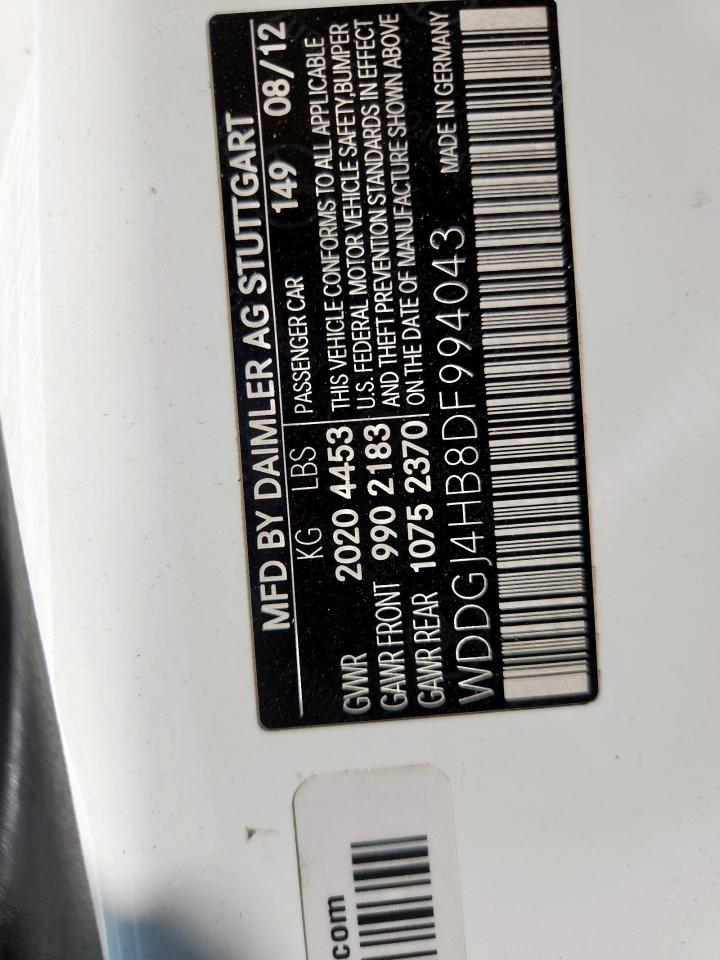 MFD BY DAIMLER AG STUTTGART
149 08/12
KG LBS
GVWR 2020 4453
GAWR FRONT 990 2183
GAWR REAR 1075 2370
PASSENGER CAR
THIS VEHICLE CONFORMS TO ALL APPLICABLE
U.S. FEDERAL MOTOR VEHICLE SAFETY,BUMPER
AND THEFT PREVENTION STANDARDS IN EFFECT
ON THE DATE OF MANUFACTURE SHOWN ABOVE
WDDGJ4HB8DF994043
MADE IN GERMANY
.com